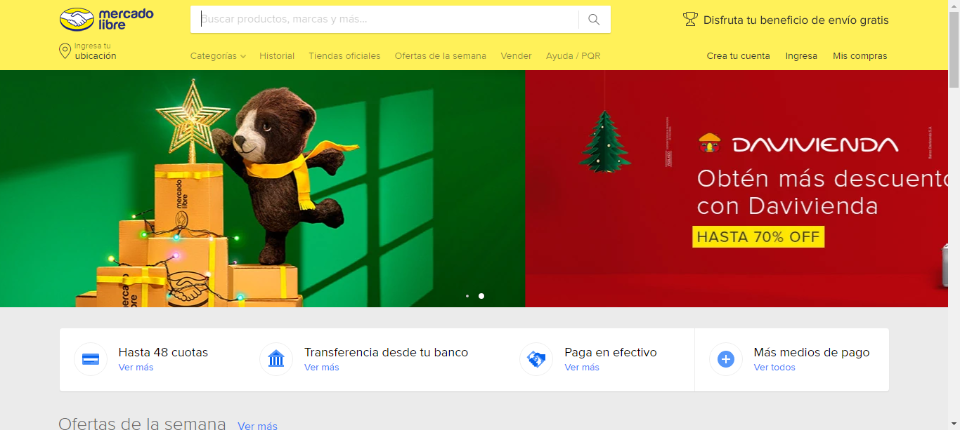 mercado
libre
Buscar productos, marcas y más...
Disfruta tu beneficio de envío gratis
Ingresa tu
ubicación
Categorías
Historial
Tiendas oficiales
Ofertas de la semana
Vender
Ayuda / PQR
Crea tu cuenta
Ingresa
Mis compras
mercado
libre
DAVIVIENDA
Obtén más descuento
con Davivienda
HASTA 70% OFF
Hasta 48 cuotas
Ver más
Transferencia desde tu banco
Ver más
Paga en efectivo
Ver más
Más medios de pago
Ver todos
Ofertas de la semana
Ver más